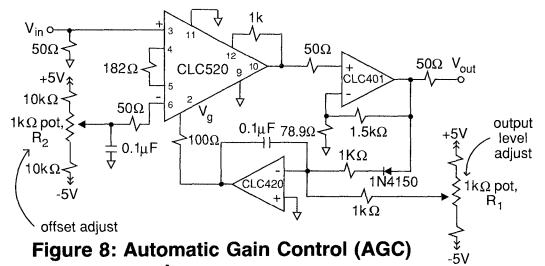 Vin
50Ω
+5V
10kΩ
1kΩ pot,
R2
10kΩ
-5V
offset adjust
0.1µF
50Ω
182Ω
+
3
4
5
-
6
2
Vg
11
12
10
9
CLC520
1k
50Ω
+
-
CLC401
50Ω
Vout
1.5kΩ
78.9Ω
100Ω
0.1µF
CLC420
-
+
1KΩ
1N4150
1kΩ
+5V
1kΩ pot,
R1
-5V
output
level
adjust
Figure 8: Automatic Gain Control (AGC)